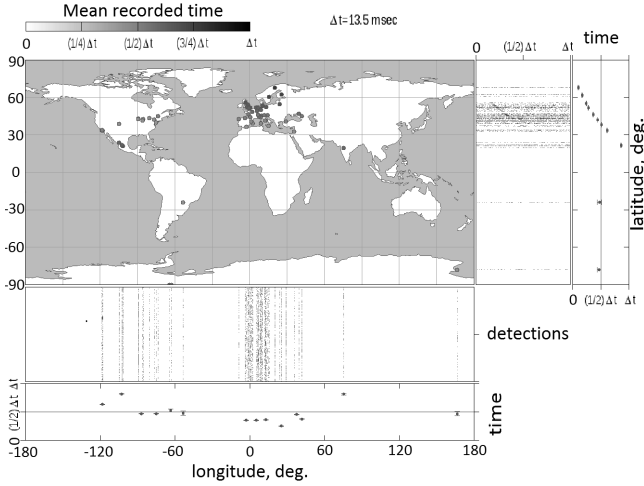 Mean recorded time
Δt=13.5 msec
0 (1/4) Δt (1/2) Δt (3/4) Δt Δt
0 (1/2) Δt Δt
time
90
60
30
0
-30
-60
-90
latitude, deg.
0 (1/2) Δt Δt
detections
0 (1/2) Δt Δt
time
-180 -120 -60 0 60 120 180
longitude, deg.